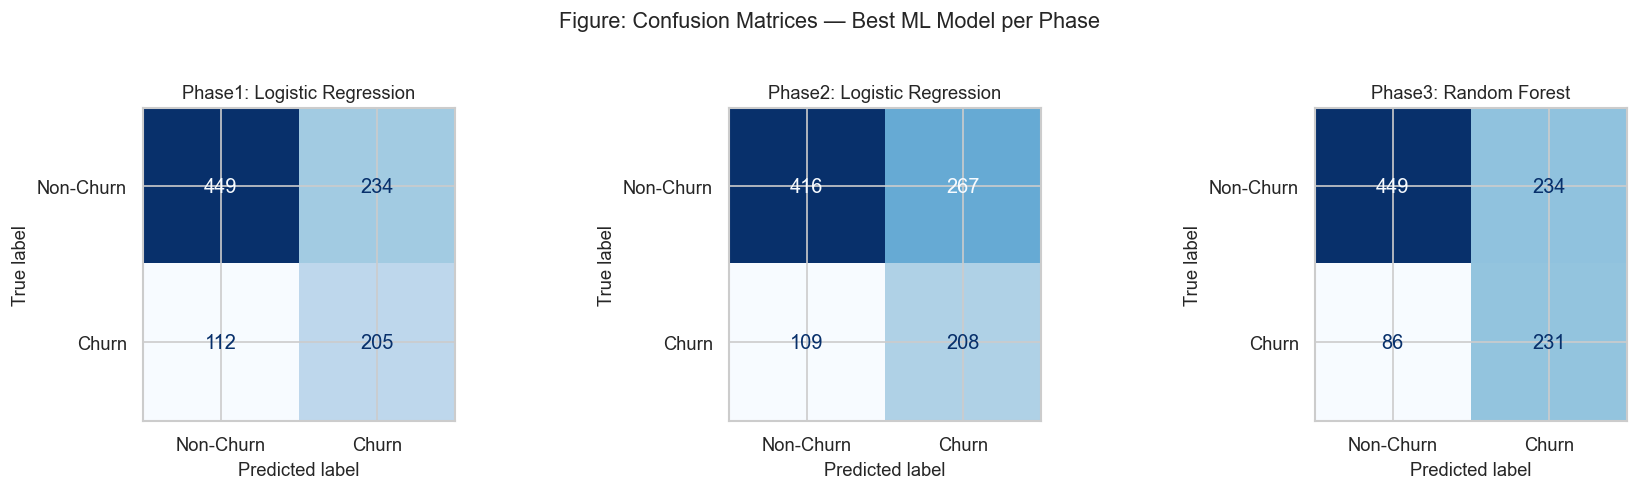 Figure: Confusion Matrices — Best ML Model per Phase
Phase1: Logistic Regression
True label
Non-Churn
449
234
Churn
112
205
Non-Churn
Churn
Predicted label
Phase2: Logistic Regression
True label
Non-Churn
416
267
Churn
109
208
Non-Churn
Churn
Predicted label
Phase3: Random Forest
True label
Non-Churn
449
234
Churn
86
231
Non-Churn
Churn
Predicted label